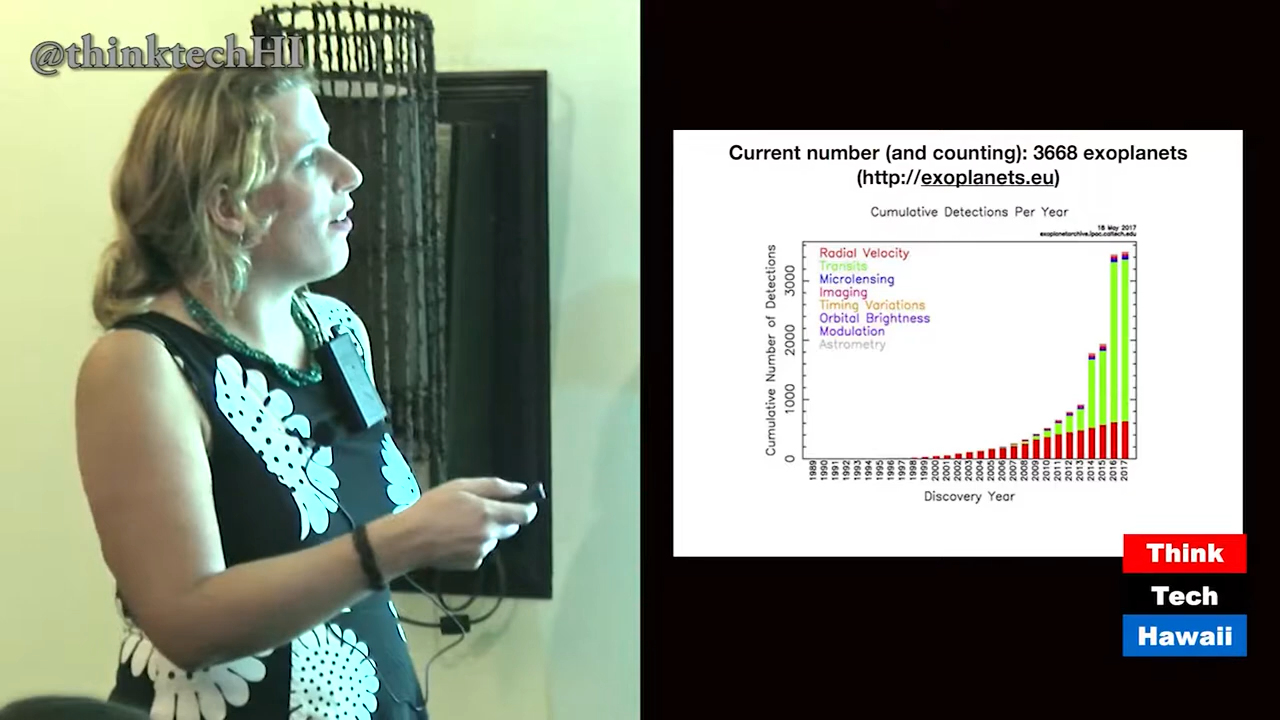 @thinktechHI
Current number (and counting): 3668 exoplanets
(http://exoplanets.eu)
Cumulative Detections Per Year
18 May 2017
exoplanetarchive.ipac.caltech.edu
Radial Velocity
Transits
Microlensing
Imaging
Timing Variations
Orbital Brightness
Modulation
Astrometry
Cumulative Number of Detections
3000
2000
1000
0
1989 1990 1991 1992 1993 1994 1995 1996 1997 1998 1999 2000 2001 2002 2003 2004 2005 2006 2007 2008 2009 2010 2011 2012 2013 2014 2015 2016 2017
Discovery Year
Think
Tech
Hawaii